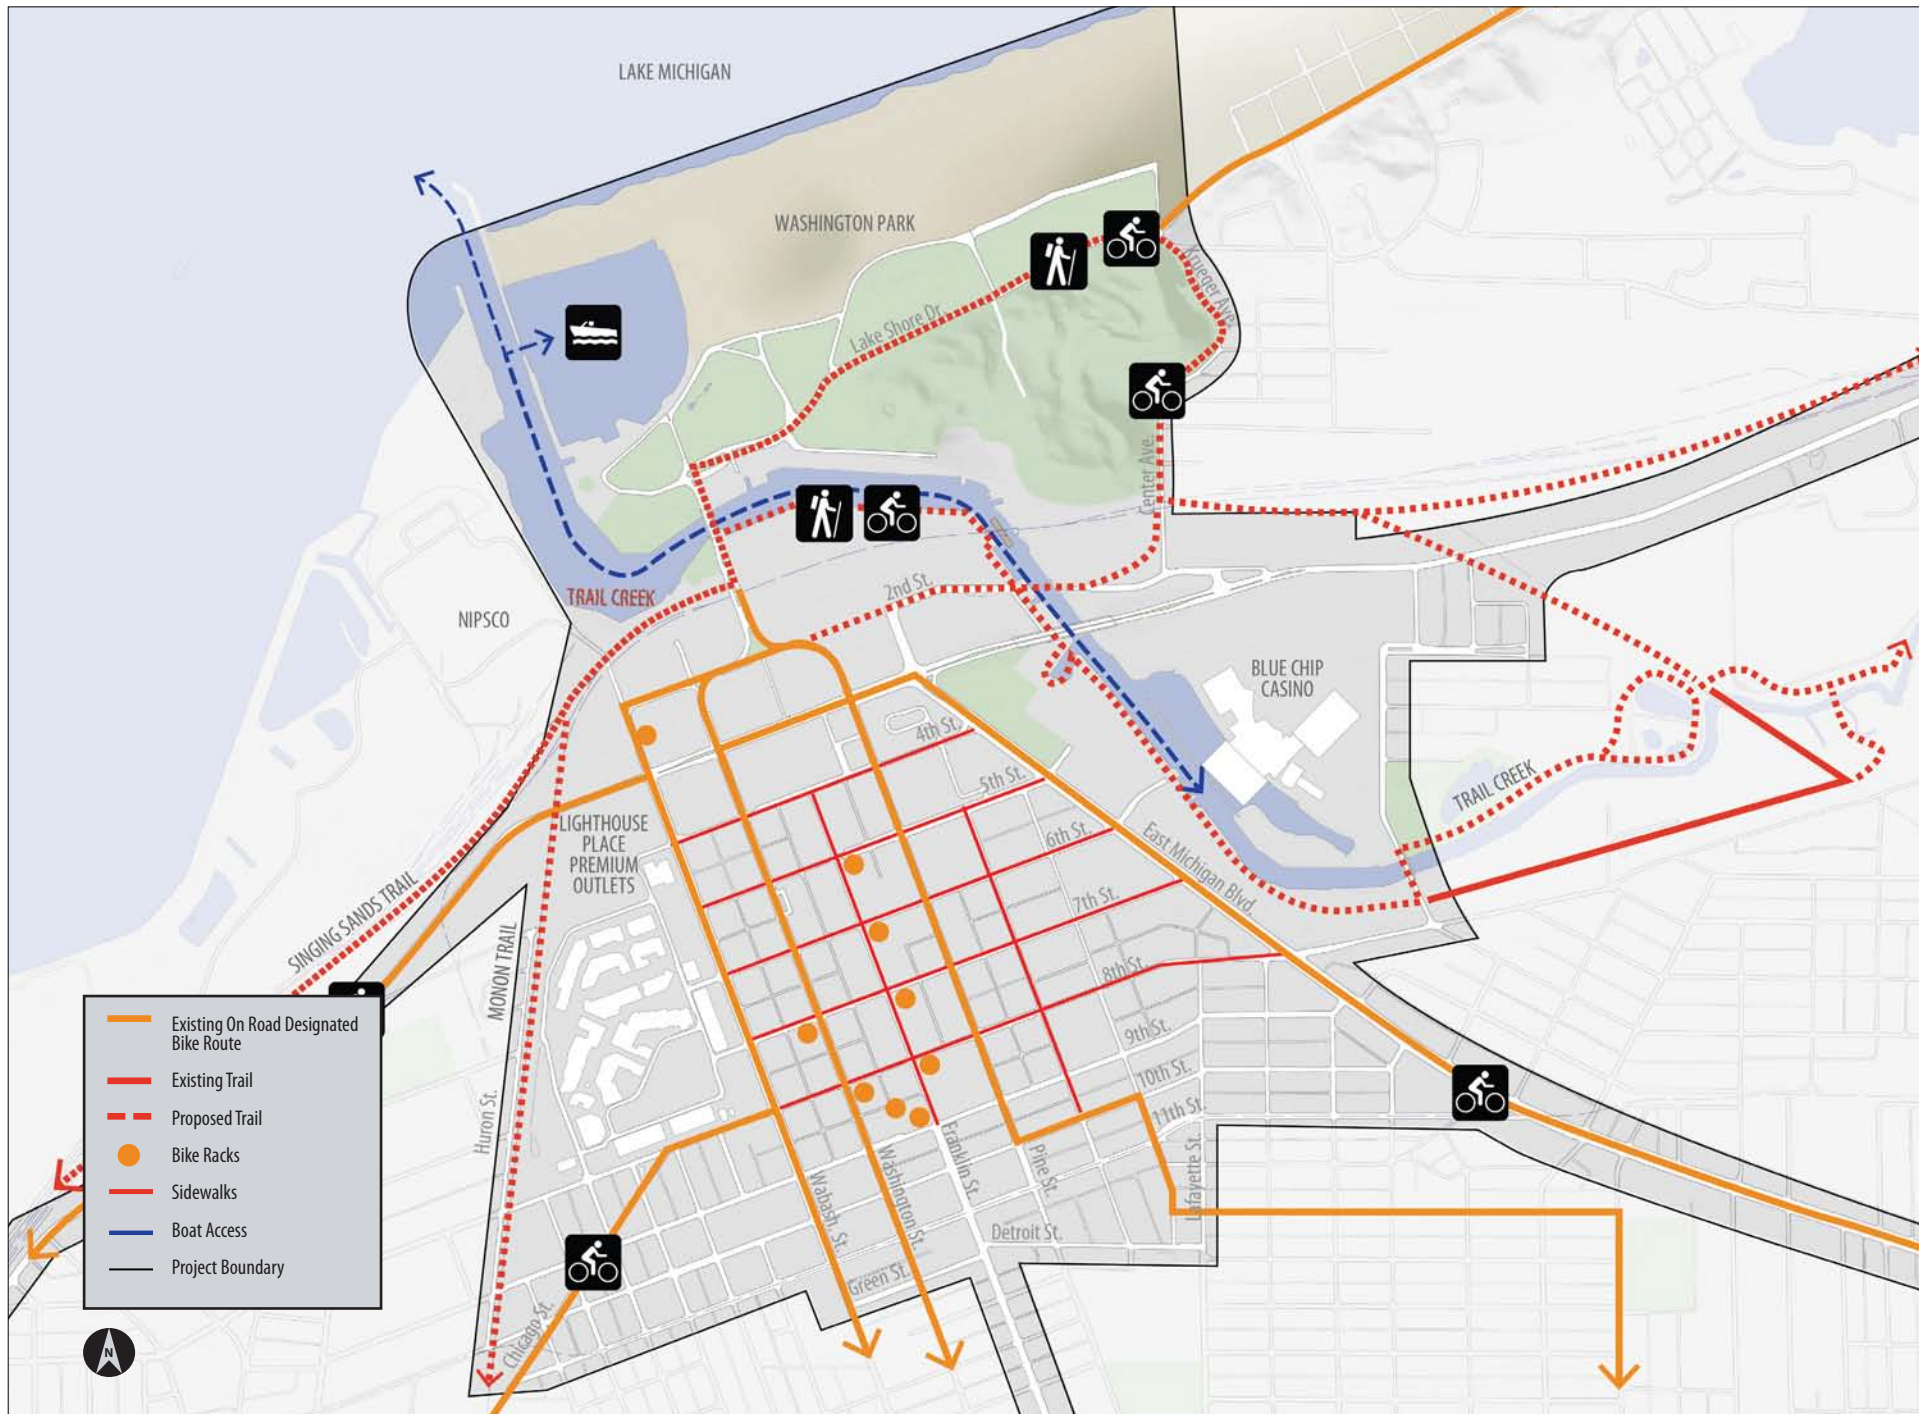 LAKE MICHIGAN
WASHINGTON PARK
Lake Shore Dr.
Krueger Ave.
Center Ave.
2nd St.
TRAIL CREEK
NIPSCO
BLUE CHIP
CASINO
4th St.
5th St.
6th St.
7th St.
8th St.
9th St.
10th St.
11th St.
East Michigan Blvd.
TRAIL CREEK
LIGHTHOUSE
PLACE
PREMIUM
OUTLETS
SINGING SANDS TRAIL
MONON TRAIL
Huron St.
Chicago St.
Wabash St.
Washington St.
Franklin St.
Pine St.
Lafayette St.
Detroit St.
Green St.
Existing On Road Designated
Bike Route
Existing Trail
Proposed Trail
Bike Racks
Sidewalks
Boat Access
Project Boundary
N